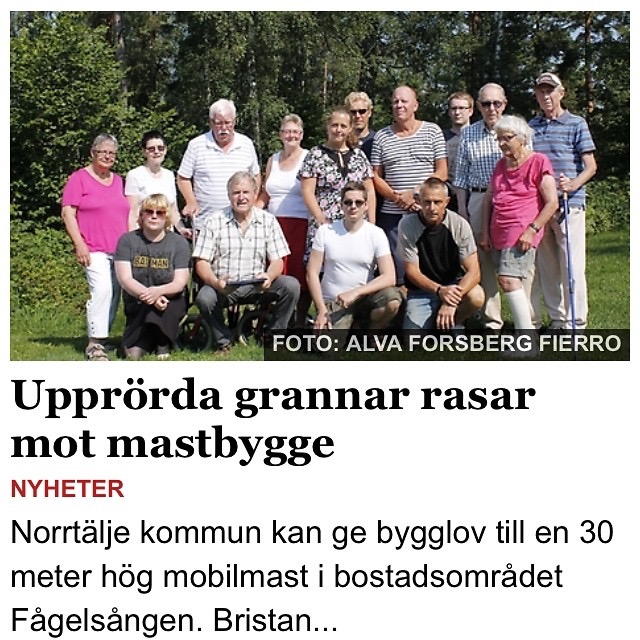 FOTO: ALVA FORSBERG FIERRO
Upprörda grannar rasar
mot mastbygge
NYHETER
Norrtälje kommun kan ge bygglov till en 30
meter hög mobilmast i bostadsområdet
Fågelsången. Bristan...